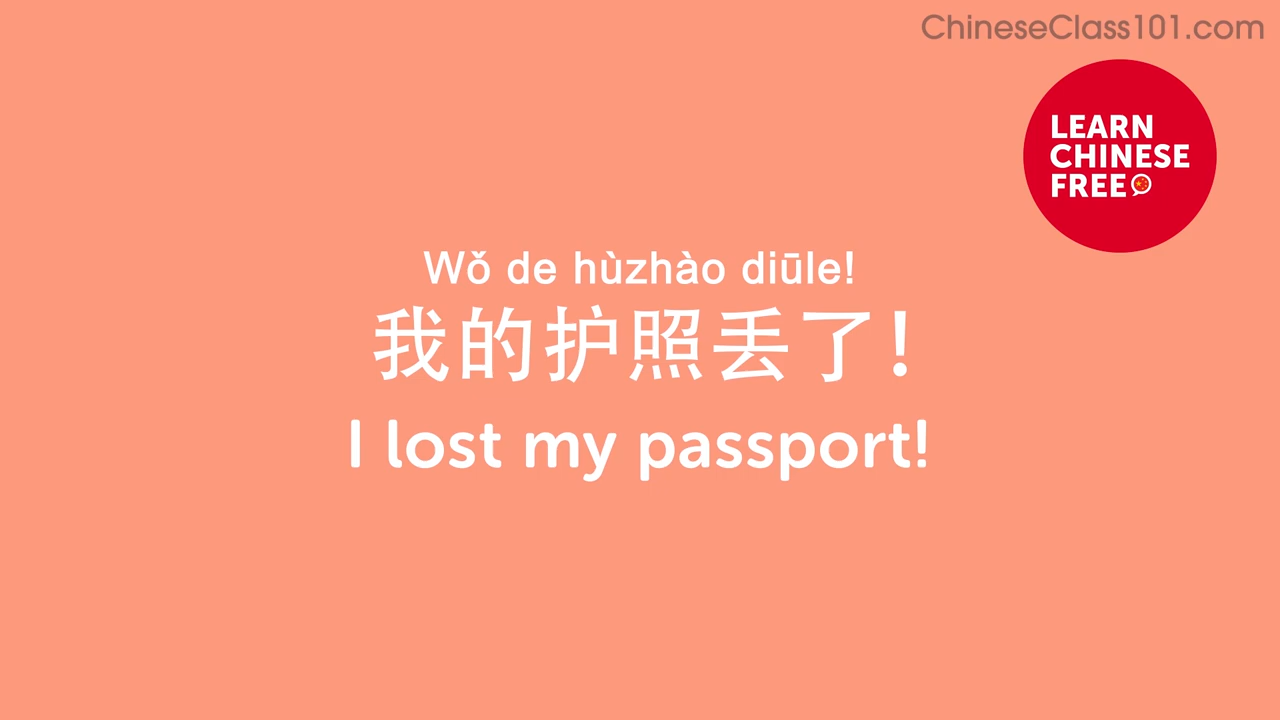 ChineseClass101.com
LEARN
CHINESE
FREE
Wǒ de hùzhào diūle!
我的护照丢了!
I lost my passport!